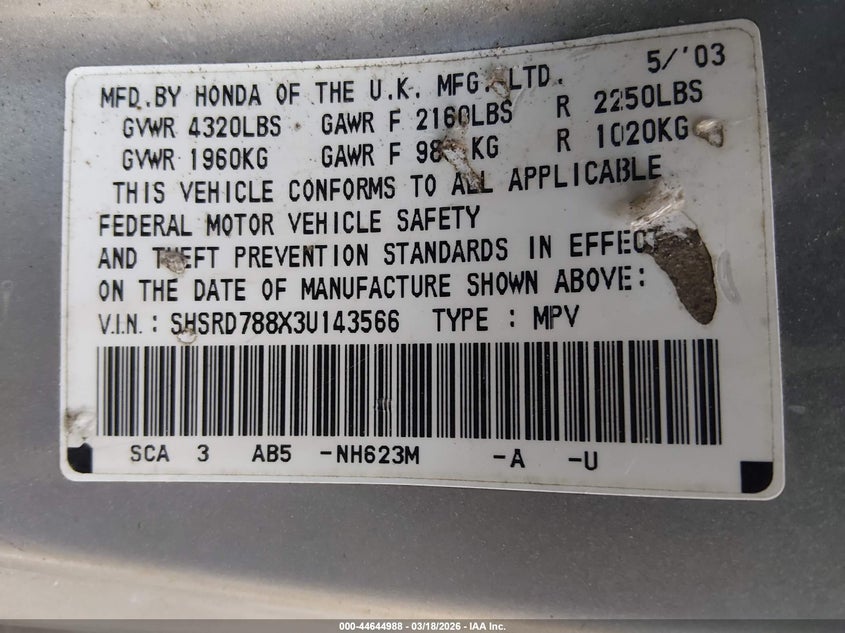 5/'03
MFD.BY HONDA OF THE U.K. MFG. LTD.
GVWR 4320LBS GAWR F 2160LBS R 2250LBS
GVWR 1960KG GAWR F KG R 1020KG
THIS VEHICLE CONFORMS TO ALL APPLICABLE
FEDERAL MOTOR VEHICLE SAFETY
AND THEFT PREVENTION STANDARDS IN EFFECT
ON THE DATE OF MANUFACTURE SHOWN ABOVE:
V.I.N.: SHSRD788X3U143566 TYPE : MPV
SCA 3 AB5 -NH623M -A -U
000-44644988 — 03/18/2026 — IAA Inc.